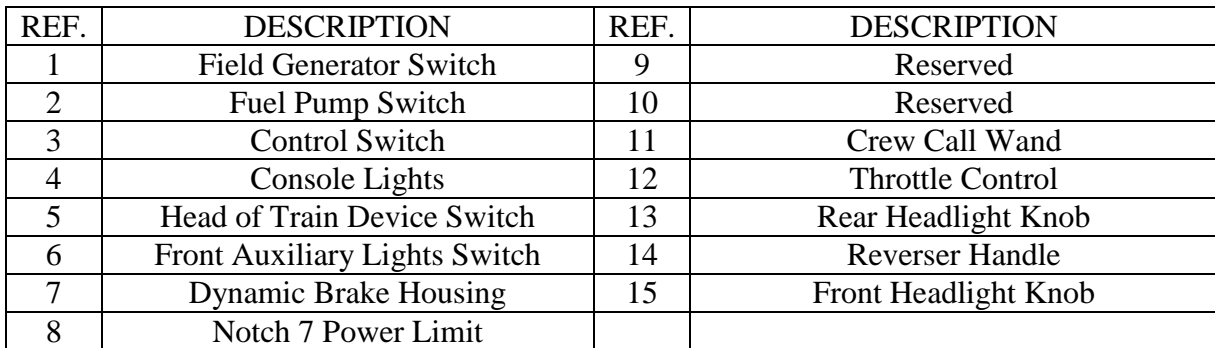 REF. DESCRIPTION REF. DESCRIPTION
1 Field Generator Switch 9 Reserved
2 Fuel Pump Switch 10 Reserved
3 Control Switch 11 Crew Call Wand
4 Console Lights 12 Throttle Control
5 Head of Train Device Switch 13 Rear Headlight Knob
6 Front Auxiliary Lights Switch 14 Reverser Handle
7 Dynamic Brake Housing 15 Front Headlight Knob
8 Notch 7 Power Limit